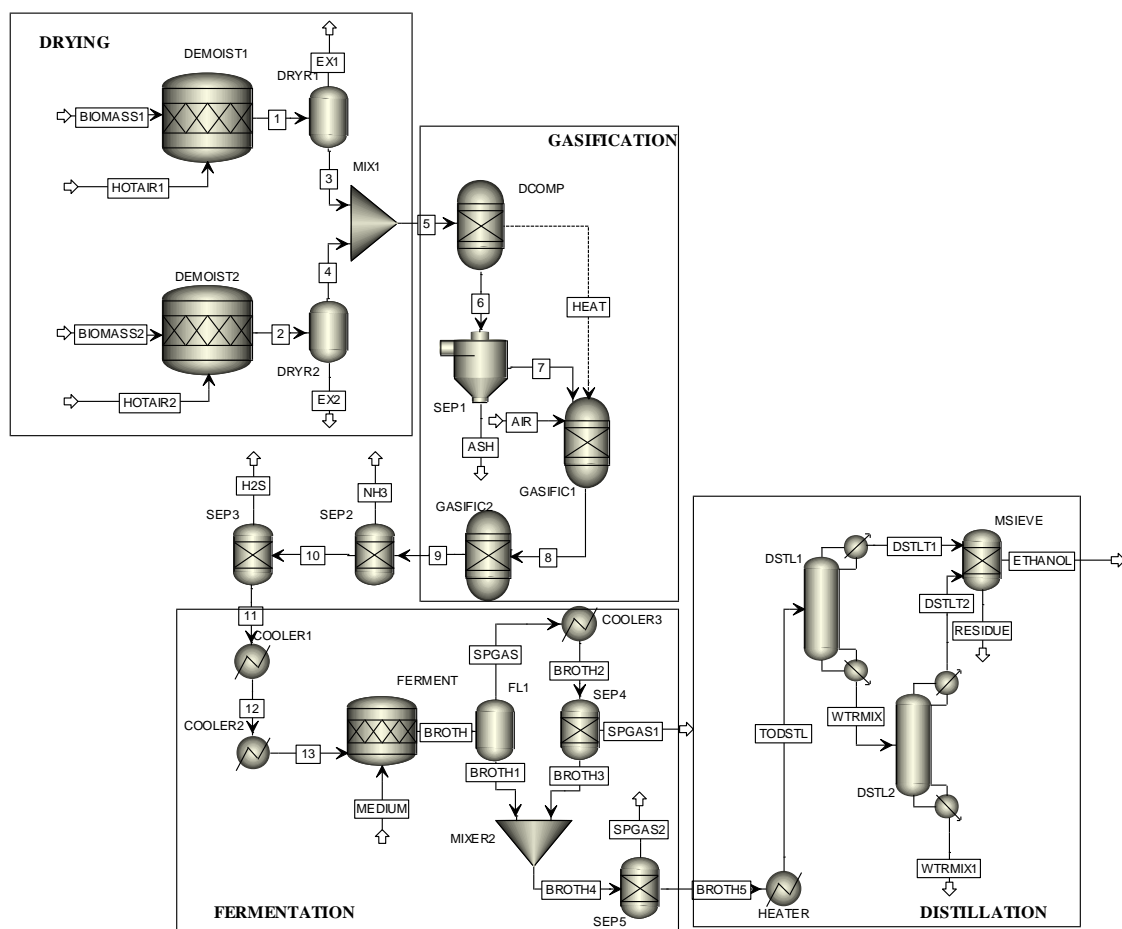 DRYING
DEMOIST1
EX1
DRYR1
BIOMASS1
1
HOTAIR1
3
MIX1
5
4
DEMOIST2
BIOMASS2
2
DRYR2
HOTAIR2
EX2
GASIFICATION
DCOMP
6
HEAT
7
SEP1
AIR
ASH
GASIFIC1
GASIFIC2
H2S
NH3
SEP3
SEP2
10
9
8
11
COOLER1
12
COOLER2
13
FERMENT
BROTH
MEDIUM
SPGAS
FL1
COOLER3
BROTH2
SEP4
SPGAS1
BROTH1
BROTH3
MIXER2
SPGAS2
BROTH4
SEP5
BROTH5
FERMENTATION
HEATER
TODSTL
DSTL1
DSTLT1
MSIEVE
ETHANOL
DSTLT2
RESIDUE
WTRMIX
DSTL2
WTRMIX1
DISTILLATION